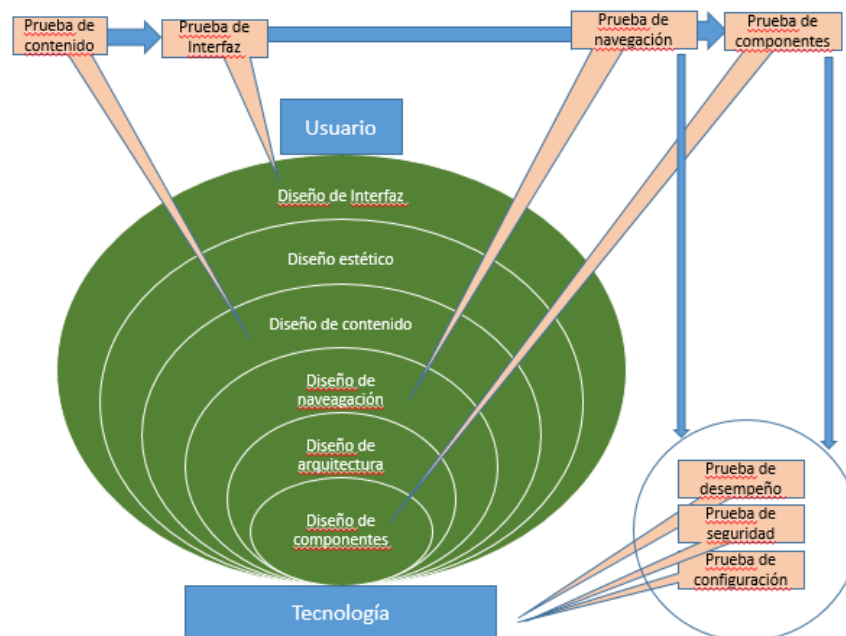 Prueba de
contenido
Prueba de
Interfaz
Prueba de
navegación
Prueba de
componentes
Usuario
Diseño de Interfaz
Diseño estético
Diseño de contenido
Diseño de
naveagación
Diseño de
arquitectura
Diseño de
componentes
Prueba de
desempeño
Prueba de
seguridad
Prueba de
configuración
Tecnología